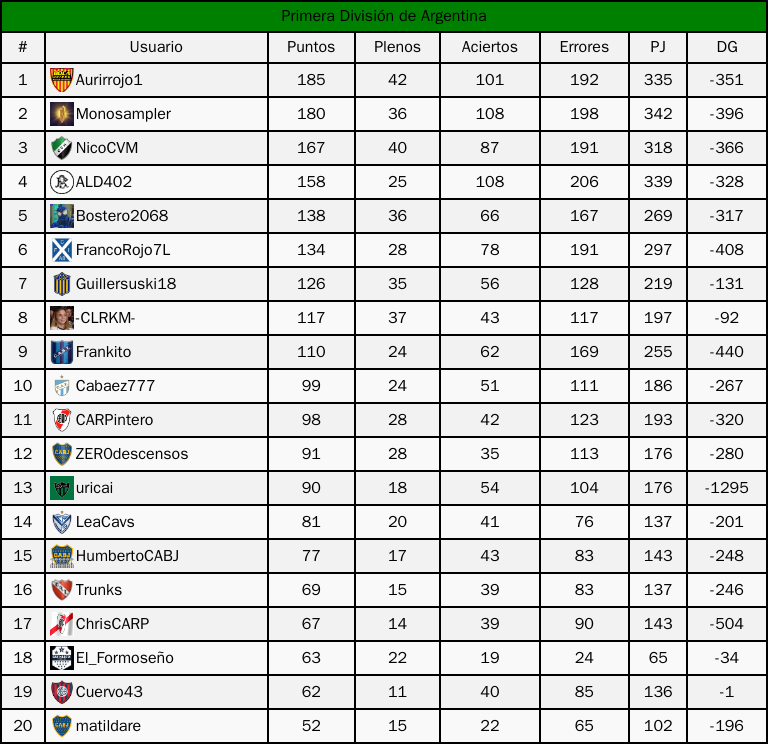 Primera División de Argentina
# Usuario Puntos Plenos Aciertos Errores PJ DG
1 Aurirrojo1 185 42 101 192 335 -351
2 Monosampler 180 36 108 198 342 -396
3 NicoCVM 167 40 87 191 318 -366
4 ALD402 158 25 108 206 339 -328
5 Bostero2068 138 36 66 167 269 -317
6 FrancoRojo7L 134 28 78 191 297 -408
7 Guillersuski18 126 35 56 128 219 -131
8 -CLRKM- 117 37 43 117 197 -92
9 Frankito 110 24 62 169 255 -440
10 Cabaez777 99 24 51 111 186 -267
11 CARPintero 98 28 42 123 193 -320
12 ZER0descensos 91 28 35 113 176 -280
13 uricai 90 18 54 104 176 -1295
14 LeaCavs 81 20 41 76 137 -201
15 HumbertoCABJ 77 17 43 83 143 -248
16 Trunks 69 15 39 83 137 -246
17 ChrisCARP 67 14 39 90 143 -504
18 El_Formoseño 63 22 19 24 65 -34
19 Cuervo43 62 11 40 85 136 -1
20 matildare 52 15 22 65 102 -196